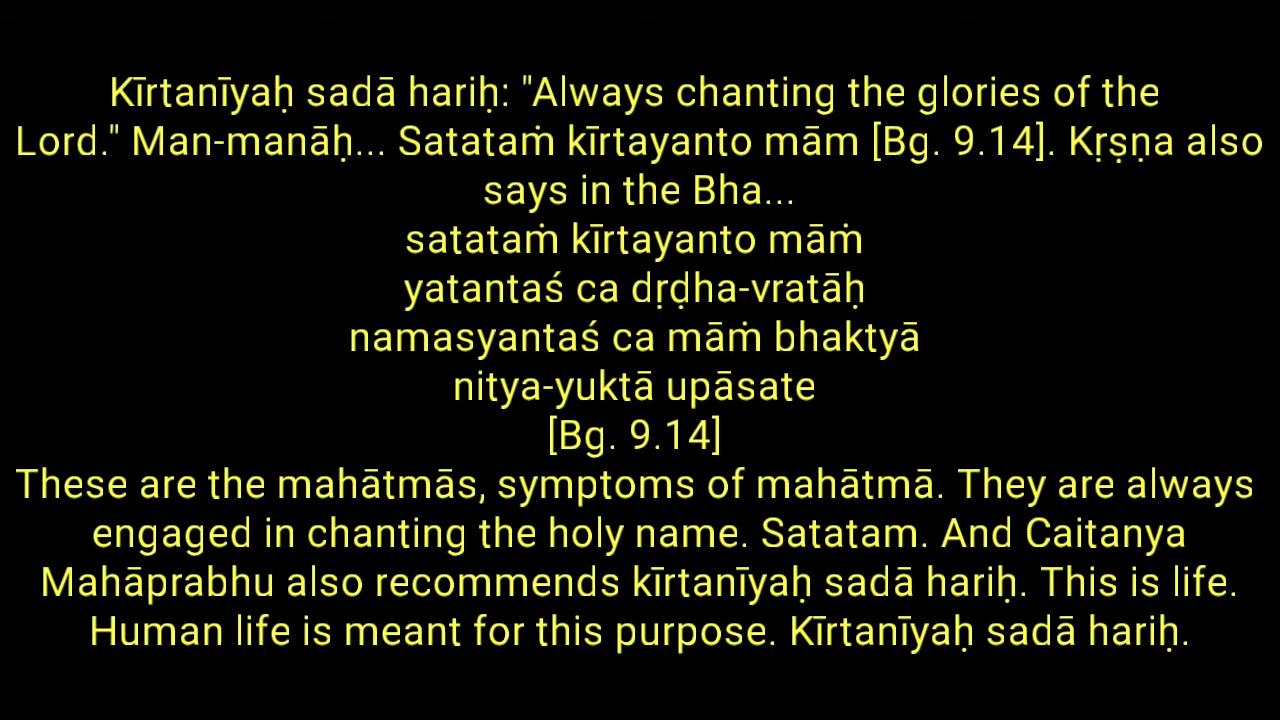 Kīrtanīyaḥ sadā hariḥ: "Always chanting the glories of the
Lord." Man-manāḥ... Satataṁ kīrtayanto mām [Bg. 9.14]. Kṛṣṇa also
says in the Bha...
satataṁ kīrtayanto māṁ
yatantaś ca dṛḍha-vratāḥ
namasyantaś ca māṁ bhaktyā
nitya-yuktā upāsate
[Bg. 9.14]
These are the mahātmās, symptoms of mahātmā. They are always
engaged in chanting the holy name. Satatam. And Caitanya
Mahāprabhu also recommends kīrtanīyaḥ sadā hariḥ. This is life.
Human life is meant for this purpose. Kīrtanīyaḥ sadā hariḥ.